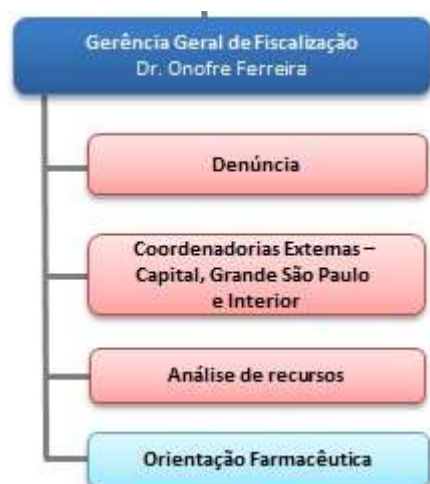 Gerência Geral de Fiscalização
Dr. Onofre Ferreira
Denúncia
Coordenadorias Externas –
Capital, Grande São Paulo
e Interior
Análise de recursos
Orientação Farmacêutica